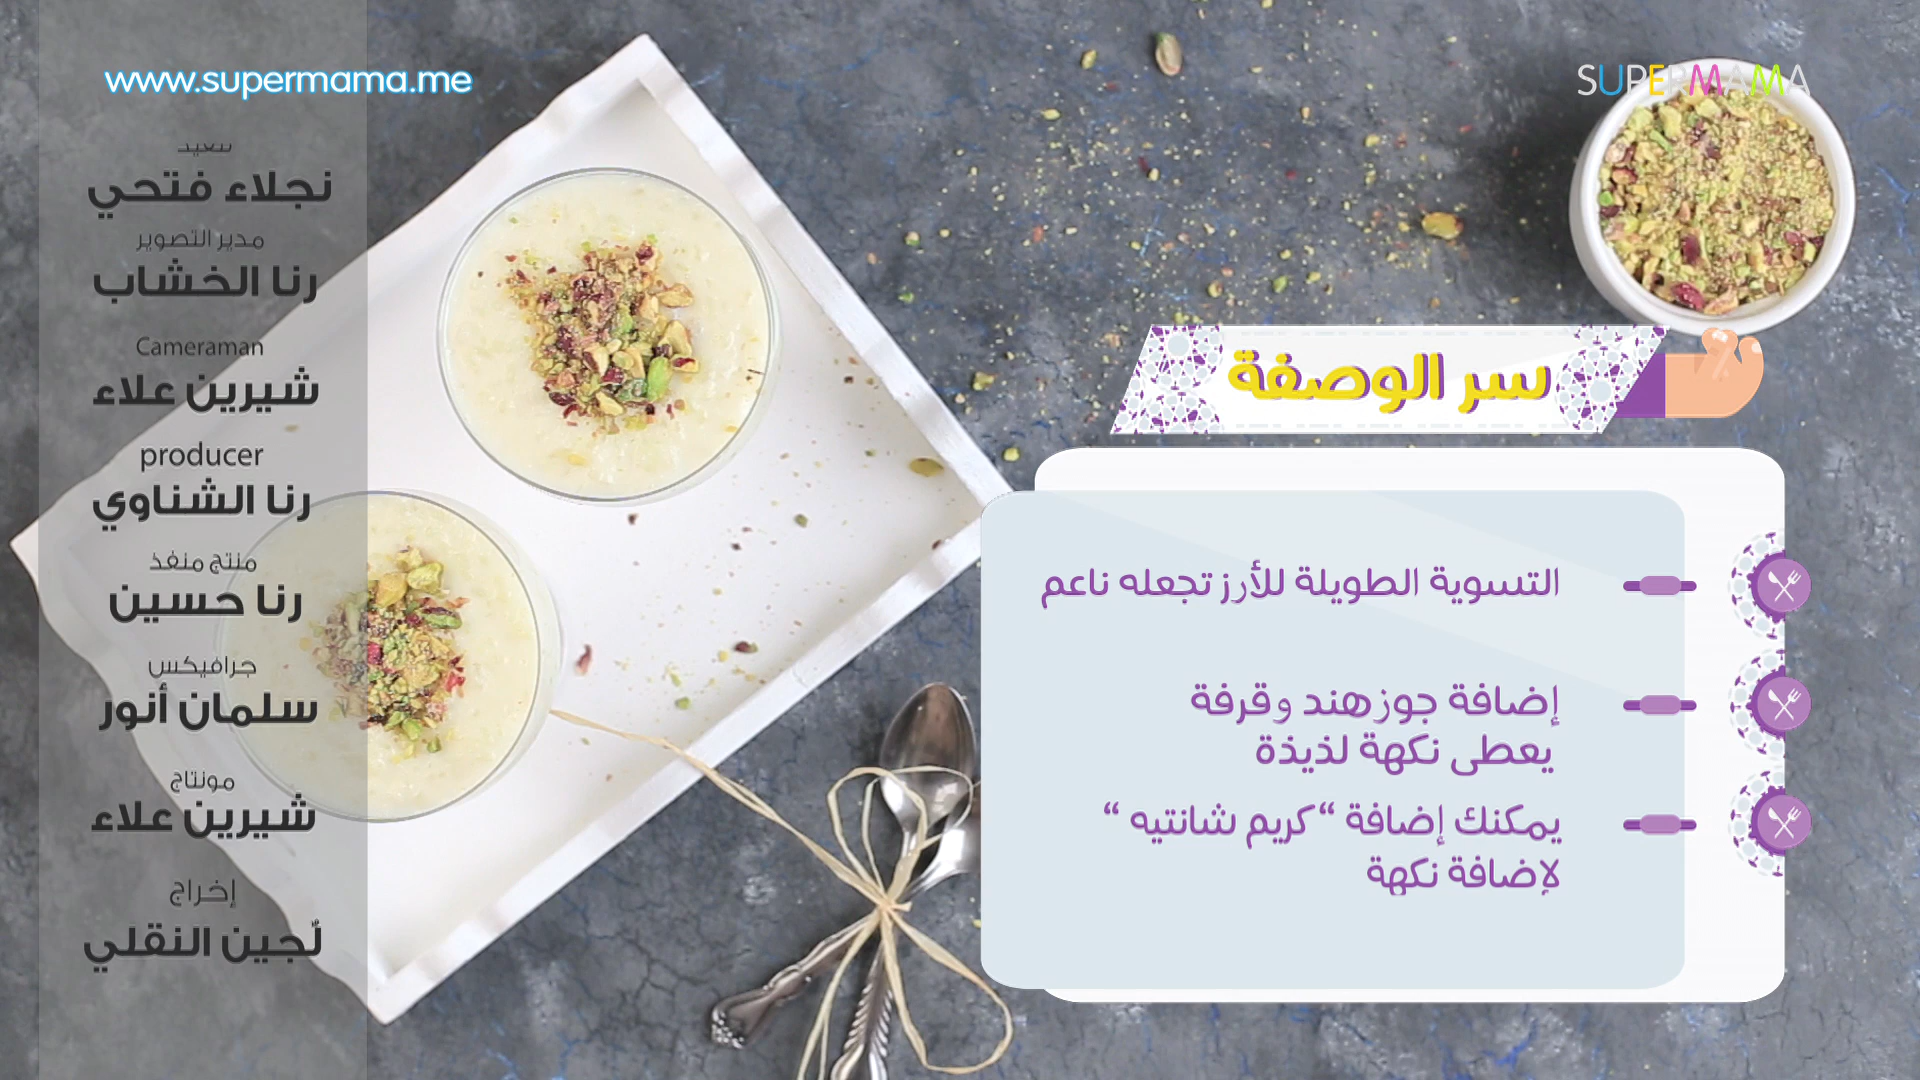 www.supermama.me
SUPERMAMA
نجلاء فتحي
مدير التصوير
رنا الخشاب
Cameraman
شيرين علاء
producer
رنا الشناوي
منتج منفذ
رنا حسين
جرافيكس
سلمان أنور
مونتاج
شيرين علاء
إخراج
لُجين النقلي
سر الوصفة
التسوية الطويلة للأرز تجعله ناعم
إضافة جوز هند وقرفة
يعطى نكهة لذيذة
يمكنك إضافة “ كريم شانتيه “
لإضافة نكهة